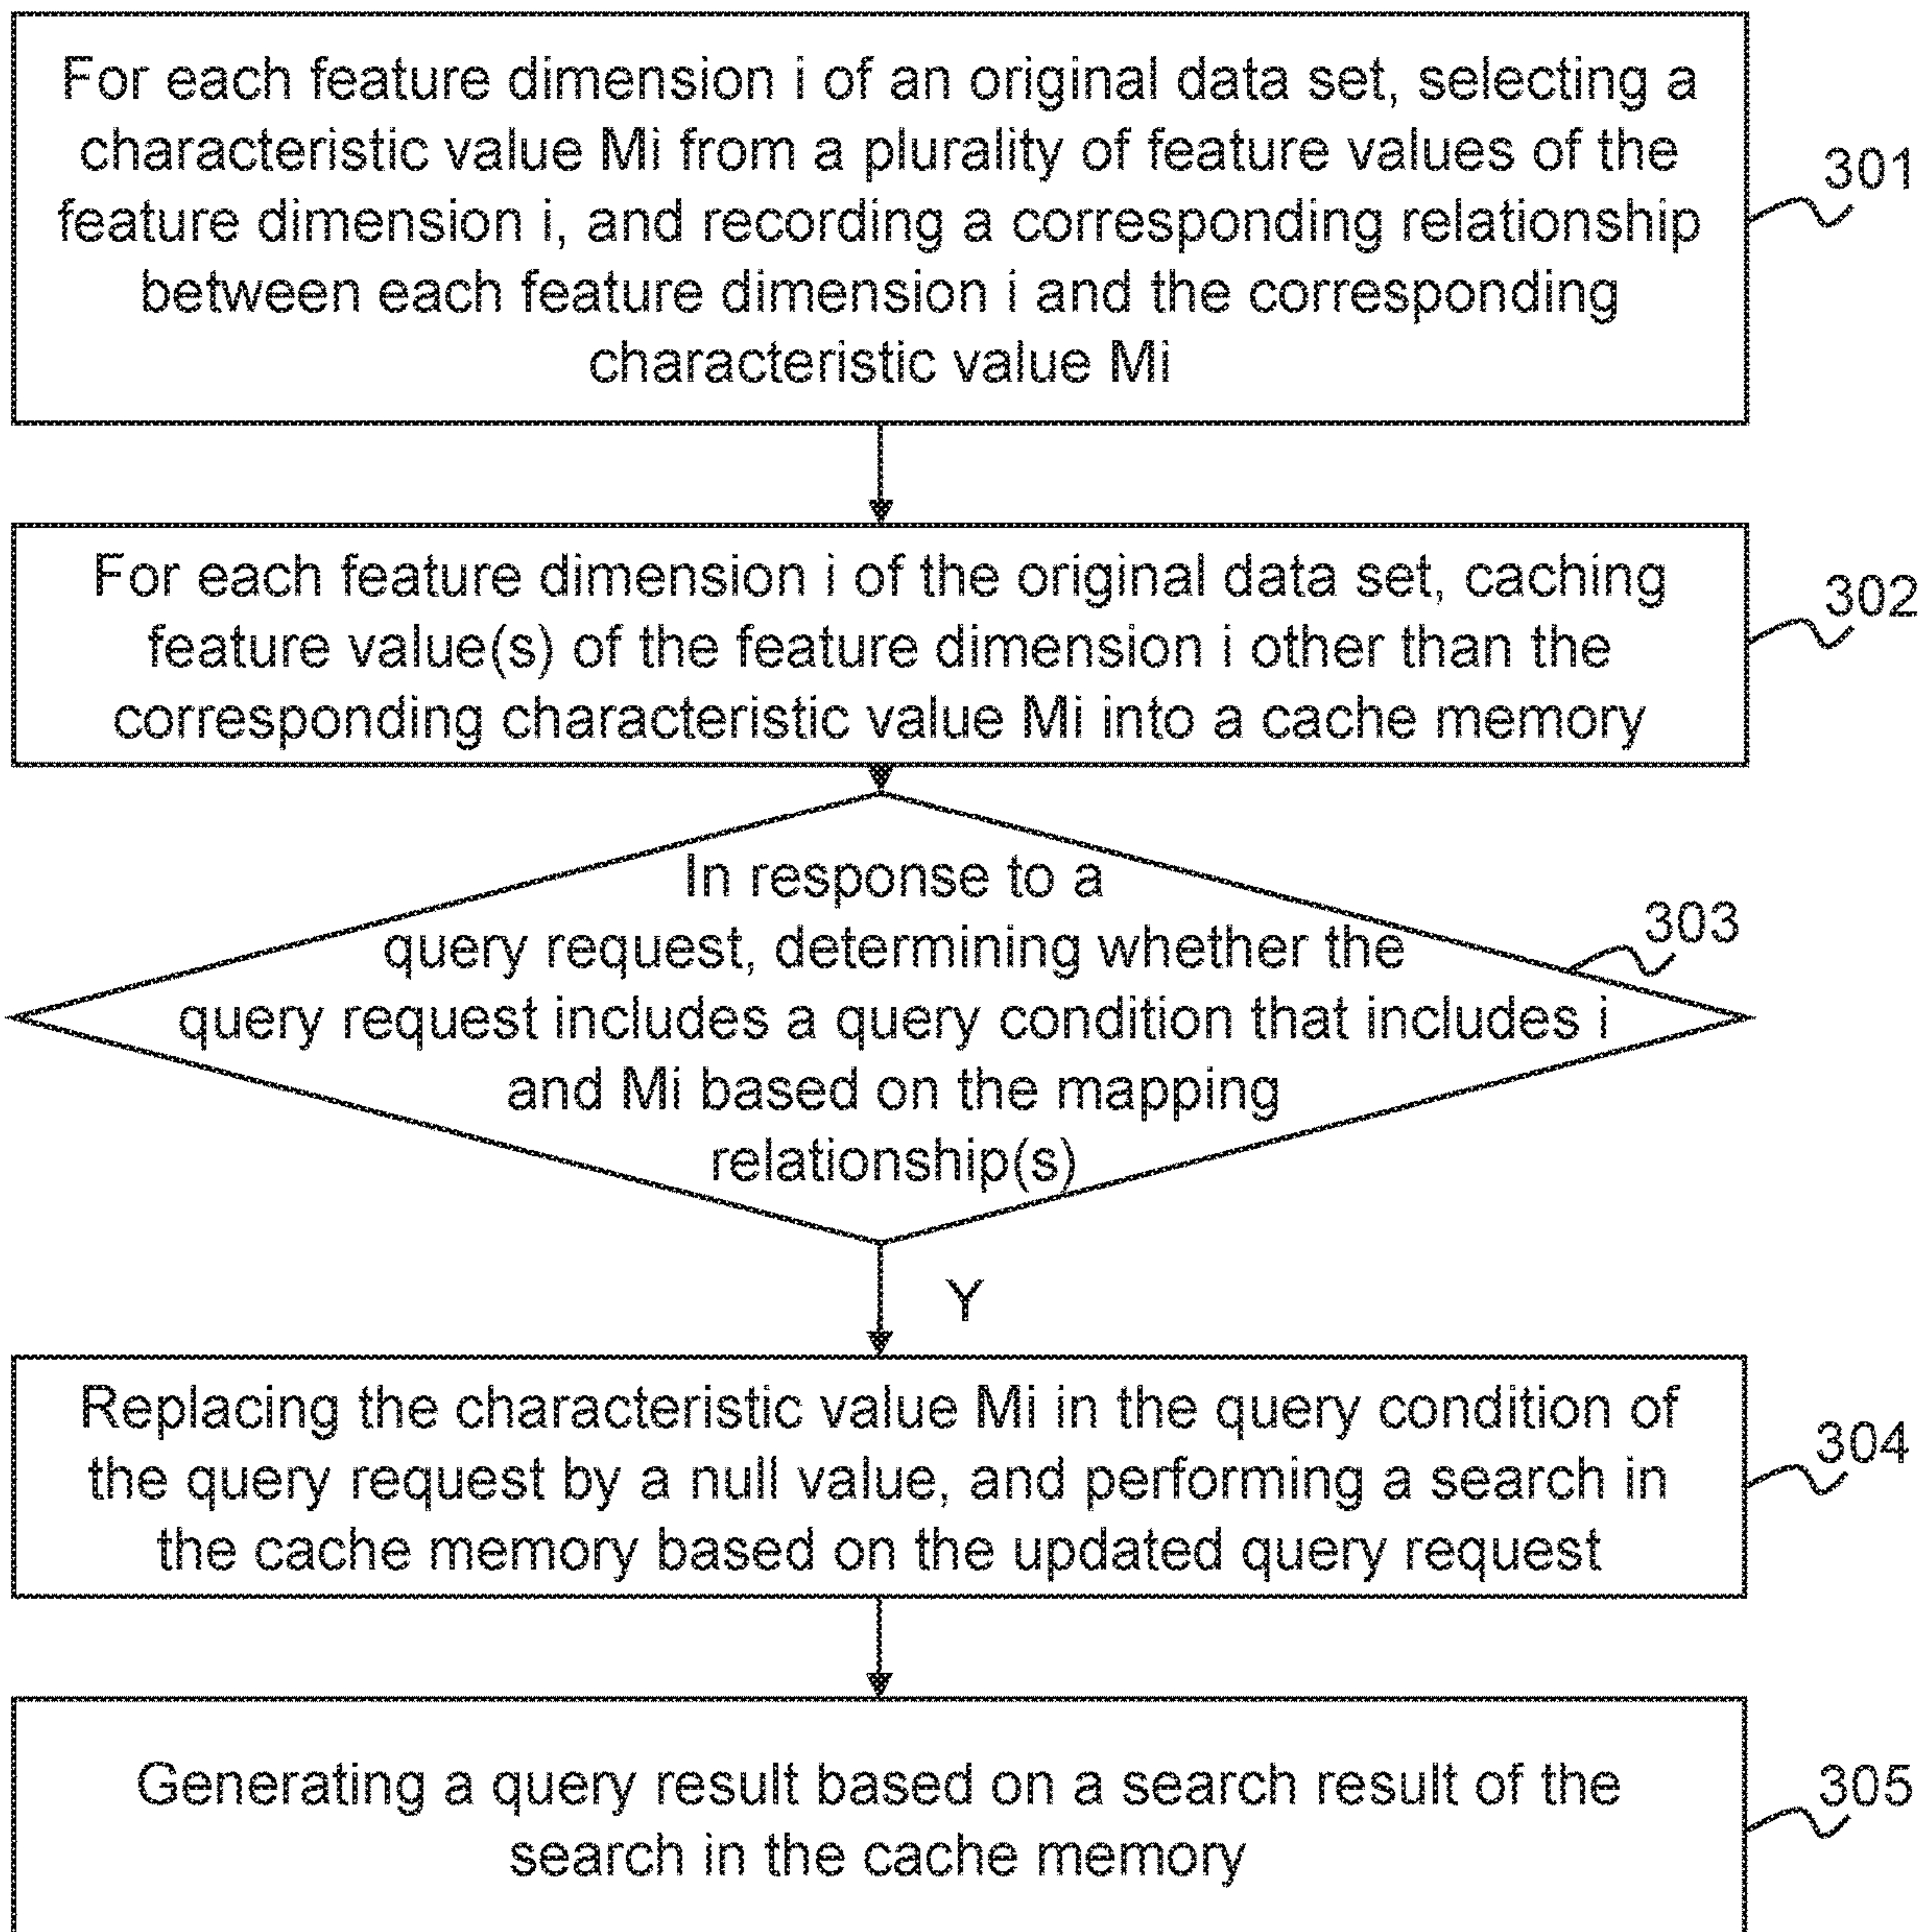 For each feature dimension i of an original data set, selecting a
characteristic value Mi from a plurality of feature values of the
feature dimension i, and recording a corresponding relationship
between each feature dimension i and the corresponding
characteristic value Mi
301
For each feature dimension i of the original data set, caching
feature value(s) of the feature dimension i other than the
corresponding characteristic value Mi into a cache memory
302
In response to a
query request, determining whether the
query request includes a query condition that includes i
and Mi based on the mapping
relationship(s)
303
Y
Replacing the characteristic value Mi in the query condition of
the query request by a null value, and performing a search in
the cache memory based on the updated query request
304
Generating a query result based on a search result of the
search in the cache memory
305